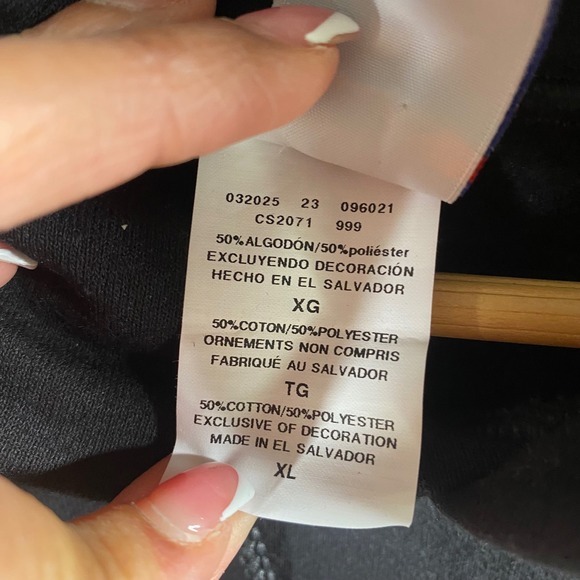 032025 23 096021
CS2071 999
50%ALGODÓN/50%poliéster
EXCLUYENDO DECORACIÓN
HECHO EN EL SALVADOR
XG
50%COTON/50%POLYESTER
ORNEMENTS NON COMPRIS
FABRIQUÉ AU SALVADOR
TG
50%COTTON/50%POLYESTER
EXCLUSIVE OF DECORATION
MADE IN EL SALVADOR
XL